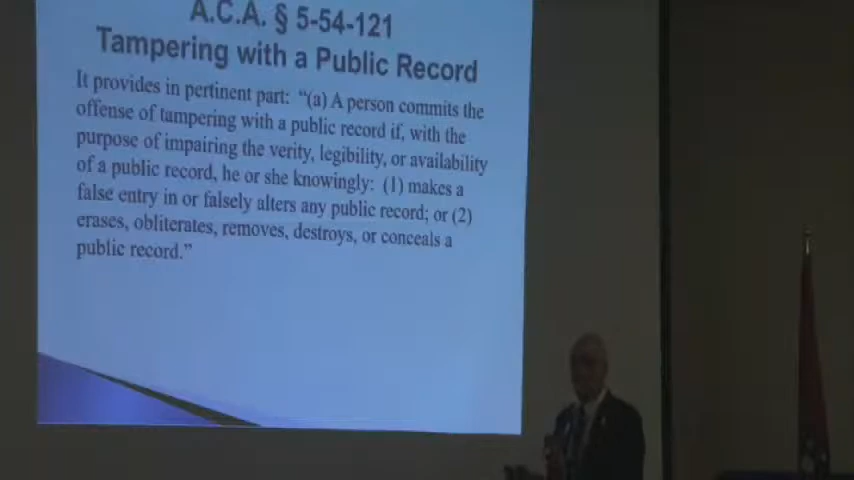 A.C.A. § 5-54-121
Tampering with a Public Record
It provides in pertinent part: “(a) A person commits the
offense of tampering with a public record if, with the
purpose of impairing the verity, legibility, or availability
of a public record, he or she knowingly: (1) makes a
false entry in or falsely alters any public record; or (2)
erases, obliterates, removes, destroys, or conceals a
public record.”